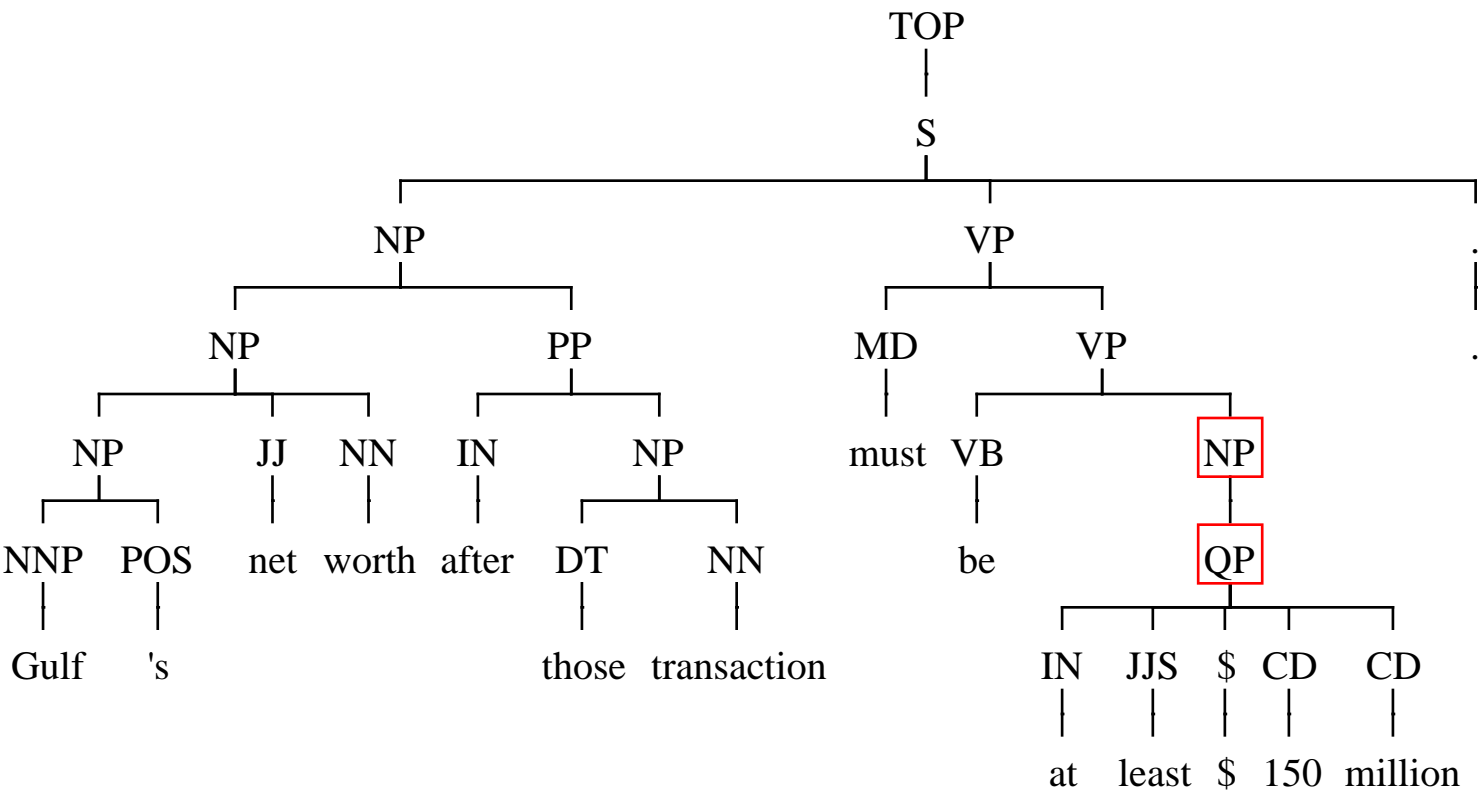 TOP
S
NP VP .
NP PP MD VP .
NP JJ NN IN NP must VB NP
NNP POS net worth after DT NN be QP
Gulf 's those transaction IN JJS $ CD CD
at least $ 150 million